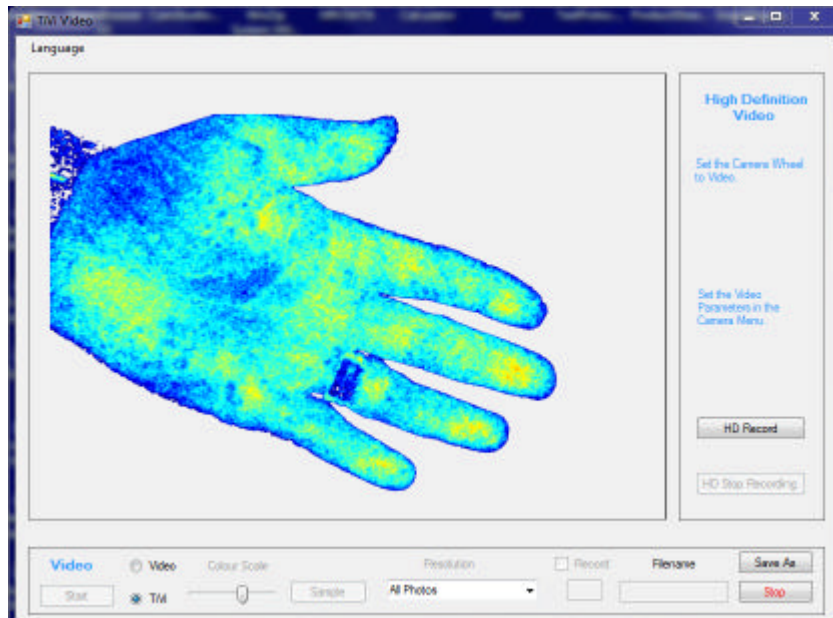 TiVi Video
Language
High Definition
Video
Set the Camera Wheel
to Video.
Set the Video
Parameters in the
Camera Menu
HD Record
HD Stop Recording
Video
Video
Colour Scale
Resolution
Record
Filename
Save As
Start
TiVi
Sample
All Photos
Stop